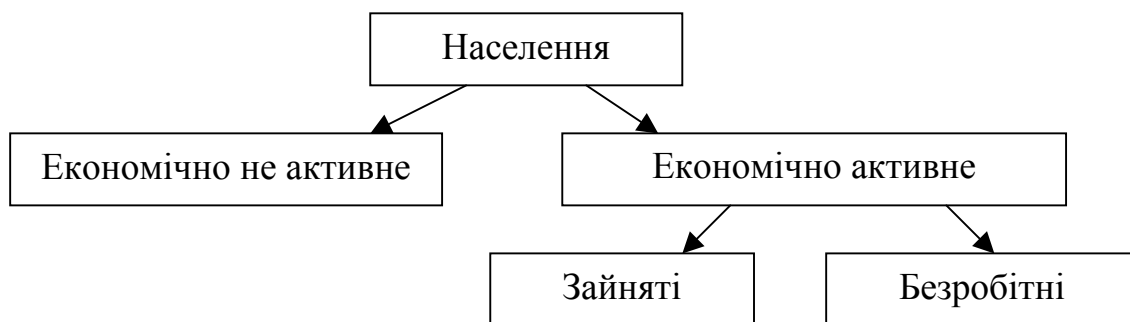 Населення
Економічно не активне
Економічно активне
Зайняті
Безробітні